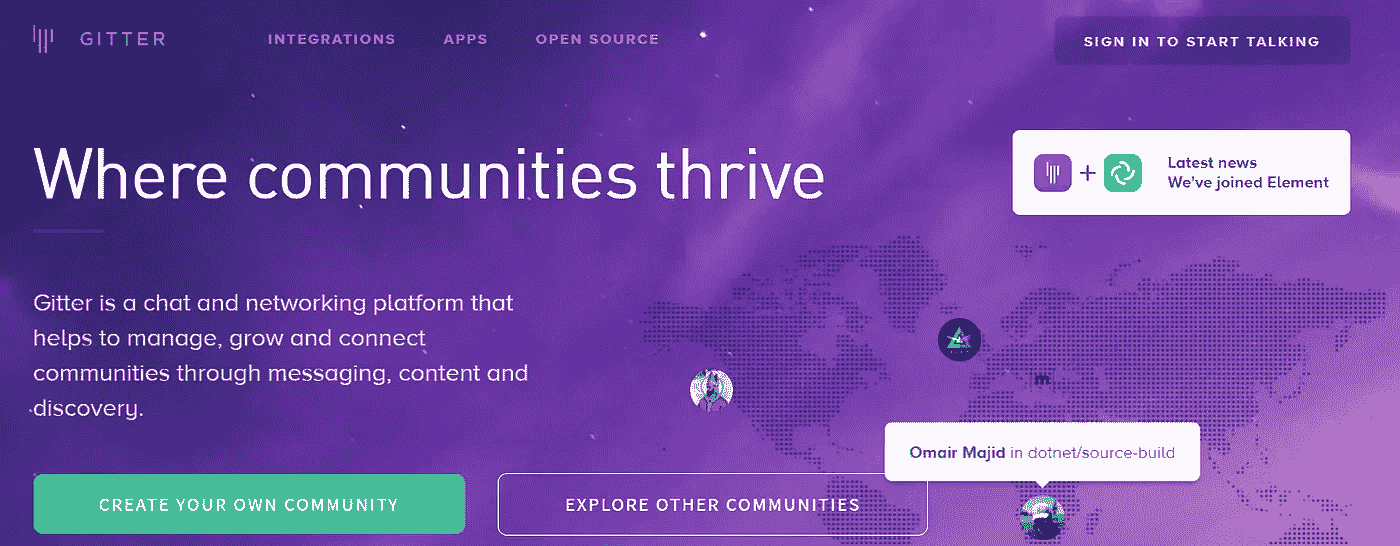 GITTER
INTEGRATIONS
APPS
OPEN SOURCE
SIGN IN TO START TALKING
Where communities thrive
Latest news
We've joined Element
Gitter is a chat and networking platform that
helps to manage, grow and connect
communities through messaging, content and
discovery.
Omair Majid in dotnet/source-build
CREATE YOUR OWN COMMUNITY
EXPLORE OTHER COMMUNITIES